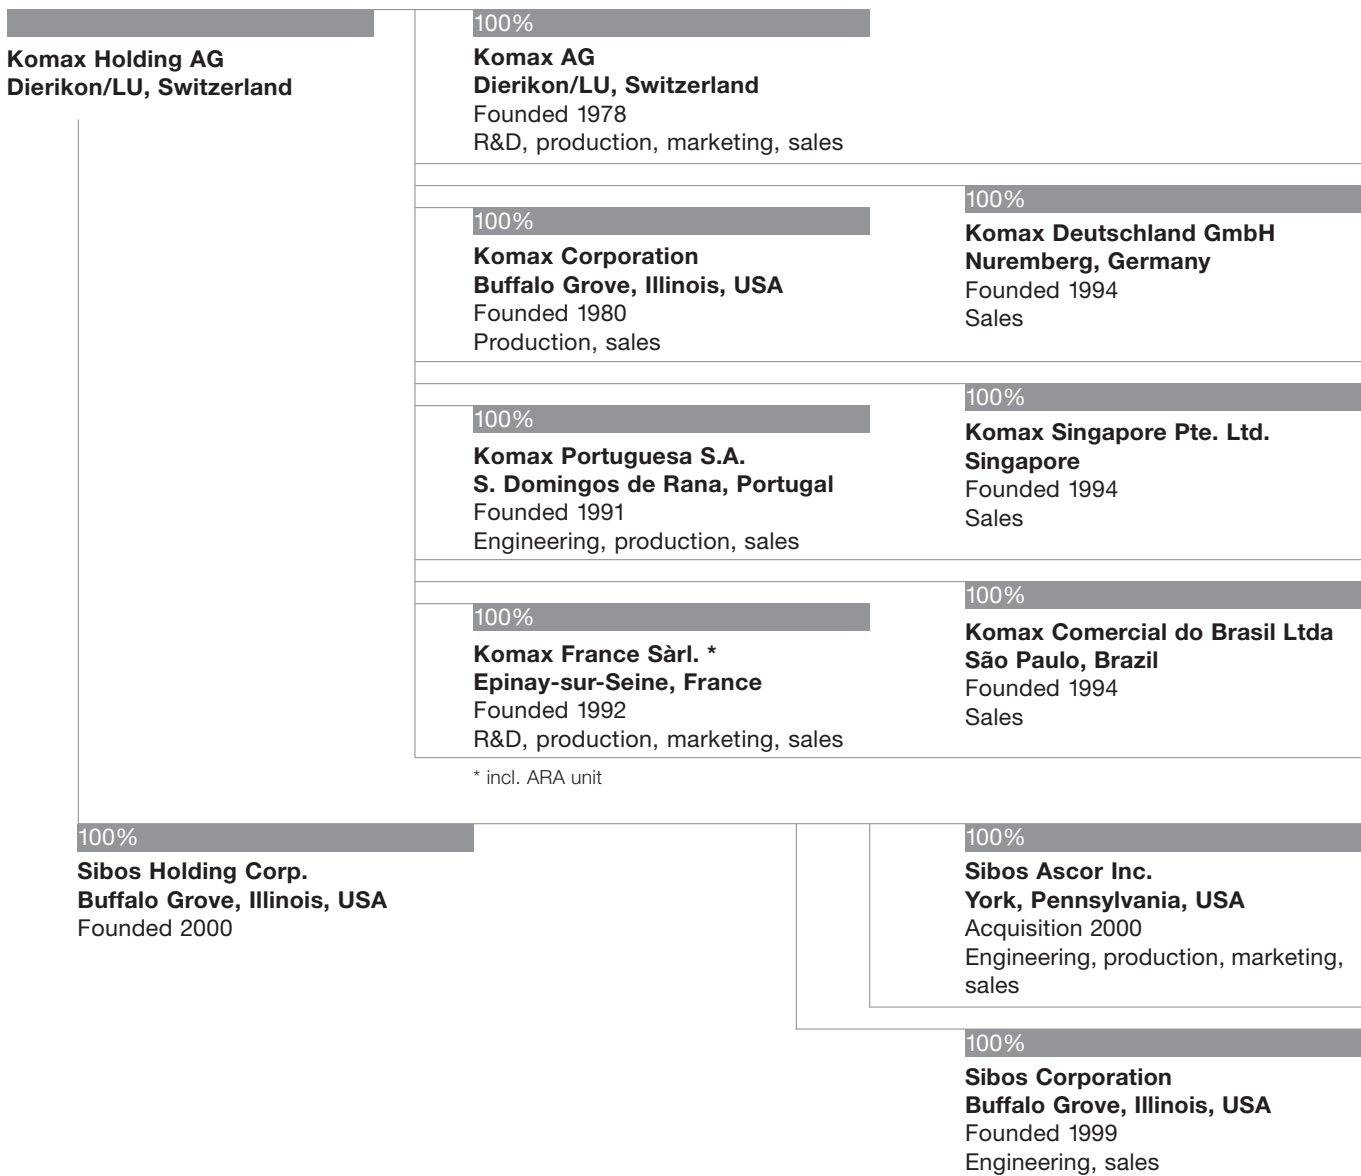 Komax Holding AG
Dierikon/LU, Switzerland
100%
Komax AG
Dierikon/LU, Switzerland
Founded 1978
R&D, production, marketing, sales
100%
Komax Corporation
Buffalo Grove, Illinois, USA
Founded 1980
Production, sales
100%
Komax Deutschland GmbH
Nuremberg, Germany
Founded 1994
Sales
100%
Komax Portuguesa S.A.
S. Domingos de Rana, Portugal
Founded 1991
Engineering, production, sales
100%
Komax Singapore Pte. Ltd.
Singapore
Founded 1994
Sales
100%
Komax France Sàrl. *
Epinay-sur-Seine, France
Founded 1992
R&D, production, marketing, sales
* incl. ARA unit
100%
Komax Comercial do Brasil Ltda
São Paulo, Brazil
Founded 1994
Sales
100%
Sibos Holding Corp.
Buffalo Grove, Illinois, USA
Founded 2000
100%
Sibos Ascor Inc.
York, Pennsylvania, USA
Acquisition 2000
Engineering, production, marketing,
sales
100%
Sibos Corporation
Buffalo Grove, Illinois, USA
Founded 1999
Engineering, sales